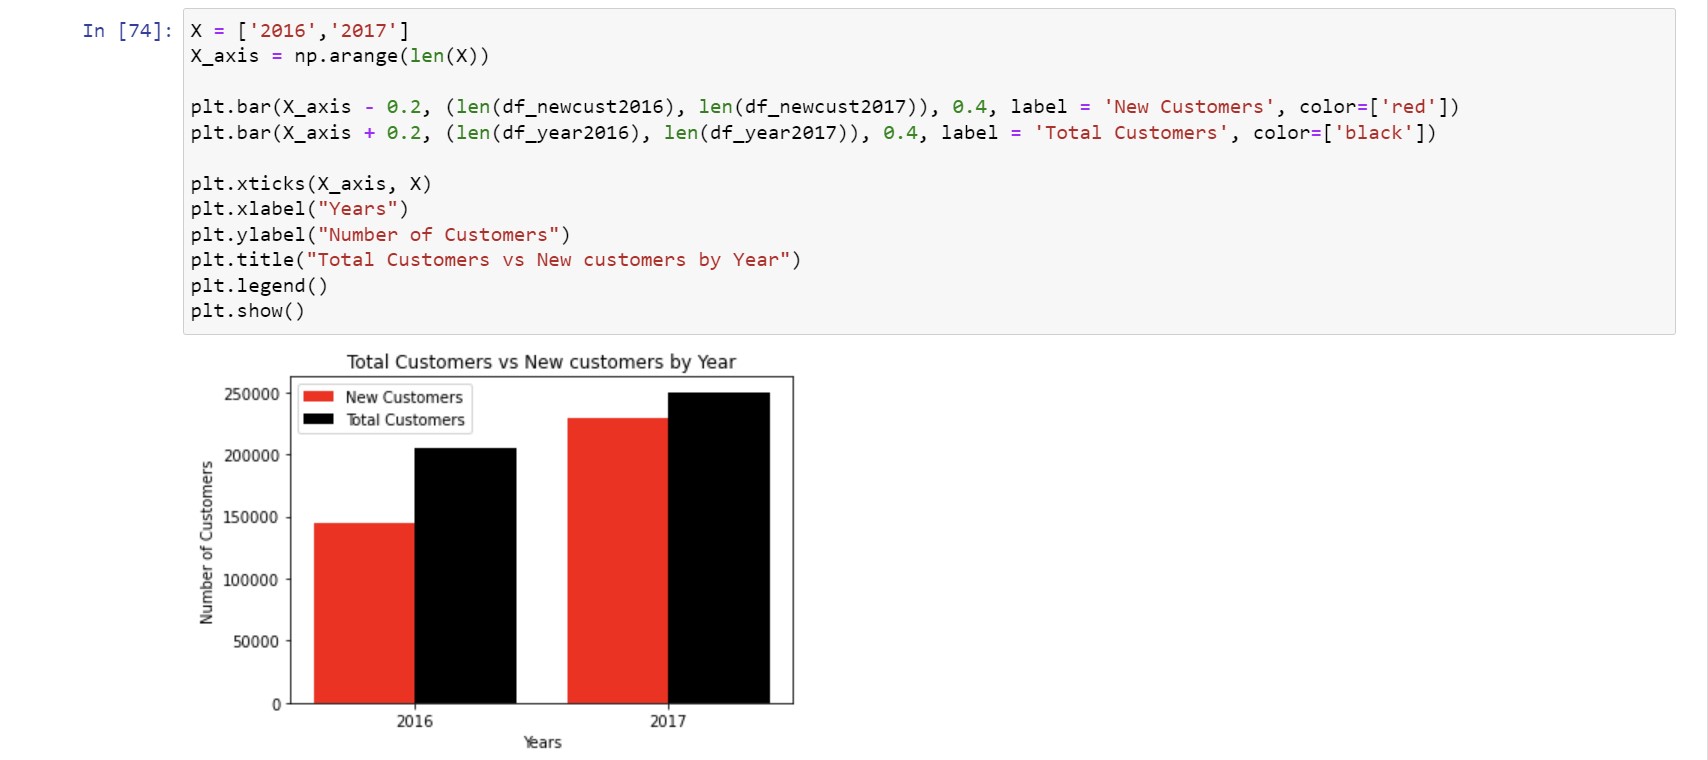 In [74]:
X = ['2016','2017']
X_axis = np.arange(len(X))
plt.bar(X_axis - 0.2, (len(df_newcust2016), len(df_newcust2017)), 0.4, label = 'New Customers', color=['red'])
plt.bar(X_axis + 0.2, (len(df_year2016), len(df_year2017)), 0.4, label = 'Total Customers', color=['black'])
plt.xticks(X_axis, X)
plt.xlabel("Years")
plt.ylabel("Number of Customers")
plt.title("Total Customers vs New customers by Year")
plt.legend()
plt.show()
Total Customers vs New customers by Year
New Customers
Total Customers
Number of Customers
250000
200000
150000
100000
50000
0
2016 2017
Years